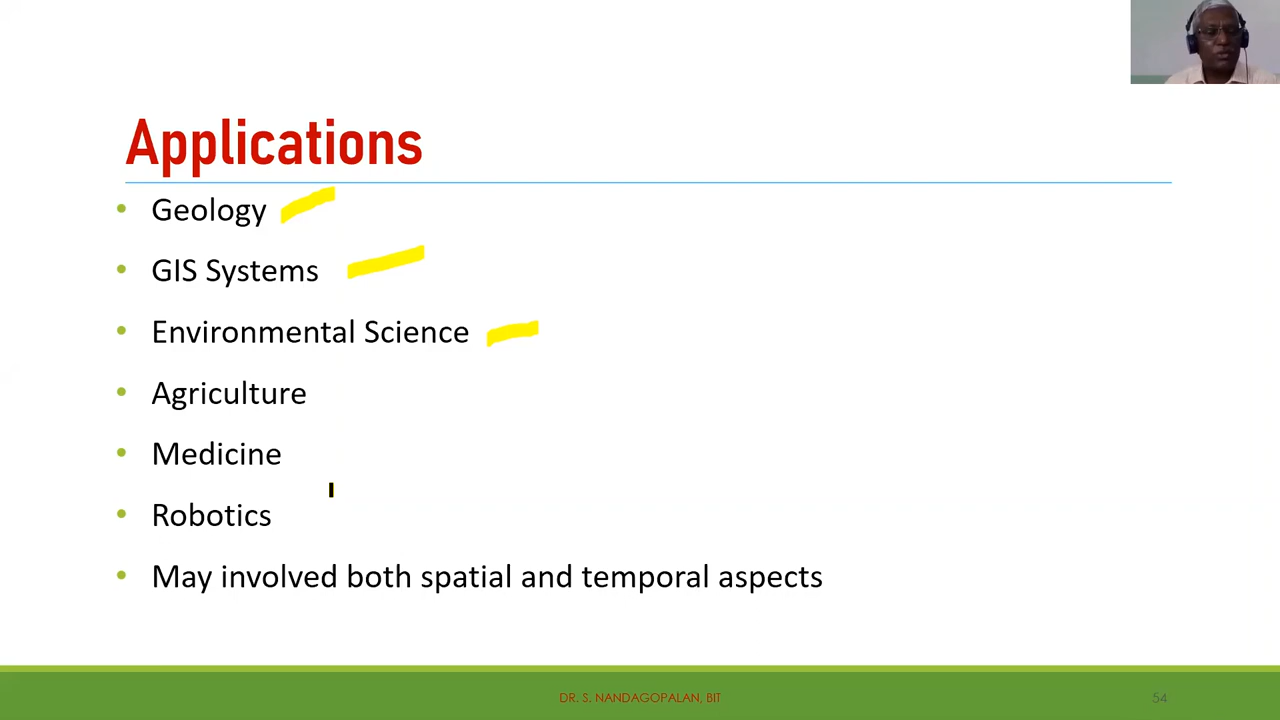 Applications
• Geology
• GIS Systems
• Environmental Science
• Agriculture
• Medicine
• Robotics
• May involved both spatial and temporal aspects
DR. S. NANDAGOPALAN, BIT
54